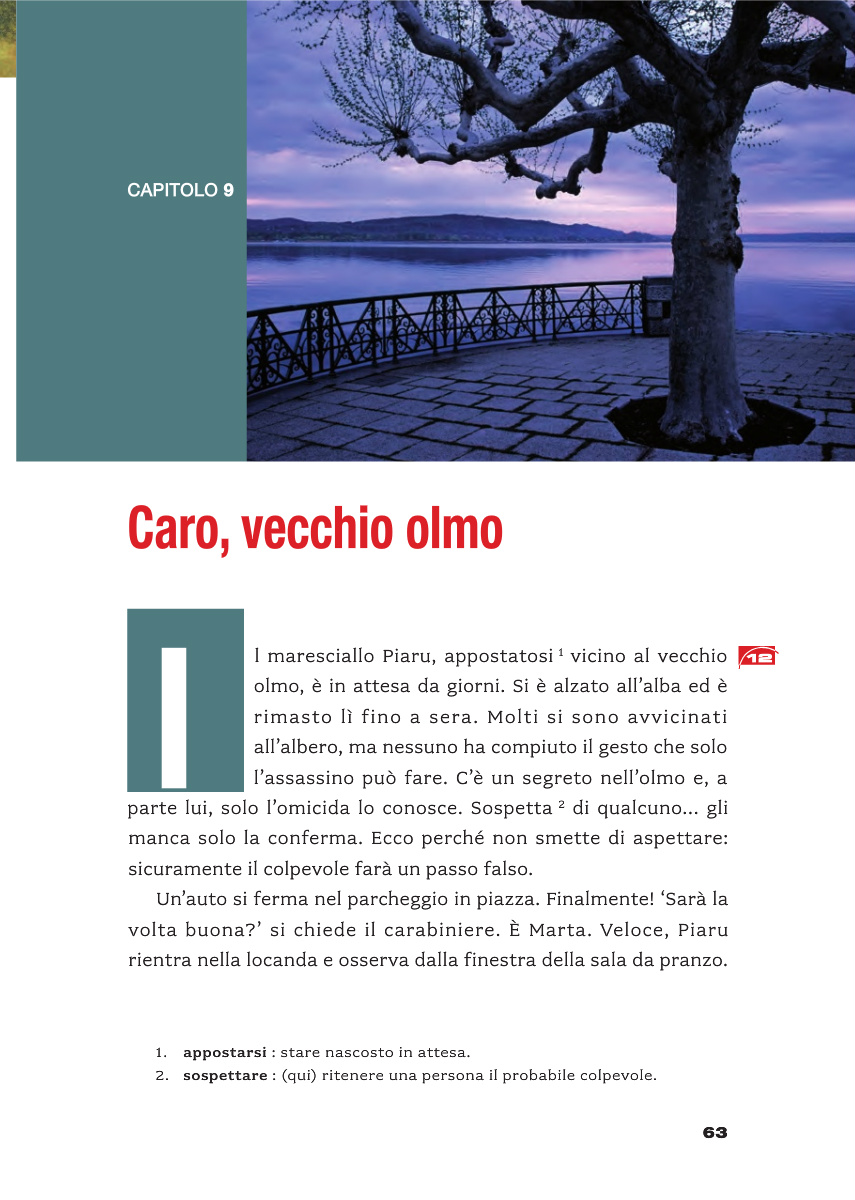 CAPITOLO 9
Caro, vecchio olmo
Il maresciallo Piaru, appostatosi 1 vicino al vecchio
12
olmo, è in attesa da giorni. Si è alzato all'alba ed è
rimasto lì fino a sera. Molti si sono avvicinati
all'albero, ma nessuno ha compiuto il gesto che solo
l'assassino può fare. C'è un segreto nell'olmo e, a
parte lui, solo l'omicida lo conosce. Sospetta 2 di qualcuno... gli
manca solo la conferma. Ecco perché non smette di aspettare:
sicuramente il colpevole farà un passo falso.
Un'auto si ferma nel parcheggio in piazza. Finalmente! 'Sarà la
volta buona?' si chiede il carabiniere. È Marta. Veloce, Piaru
rientra nella locanda e osserva dalla finestra della sala da pranzo.
1. appostarsi : stare nascosto in attesa.
2. sospettare : (qui) ritenere una persona il probabile colpevole.
63